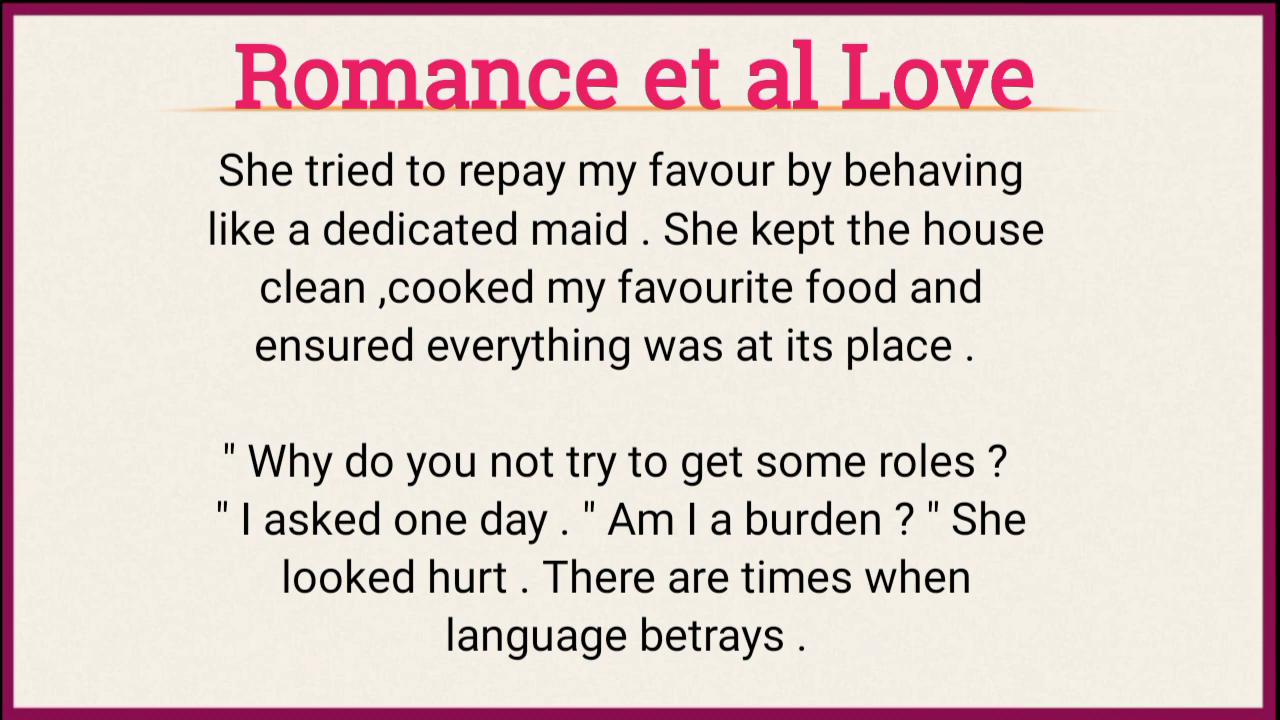 Romance et al Love
She tried to repay my favour by behaving
like a dedicated maid . She kept the house
clean ,cooked my favourite food and
ensured everything was at its place .
" Why do you not try to get some roles ?
" I asked one day . " Am I a burden ? " She
looked hurt . There are times when
language betrays .